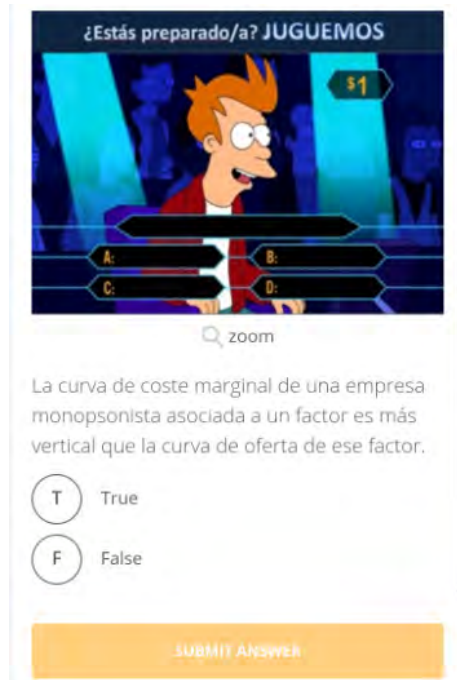 ¿Estás preparado/a? JUGUEMOS
$1
A:
B:
C:
D:
zoom
La curva de coste marginal de una empresa
monopsonista asociada a un factor es más
vertical que la curva de oferta de ese factor.
T True
F False
SUBMIT ANSWER